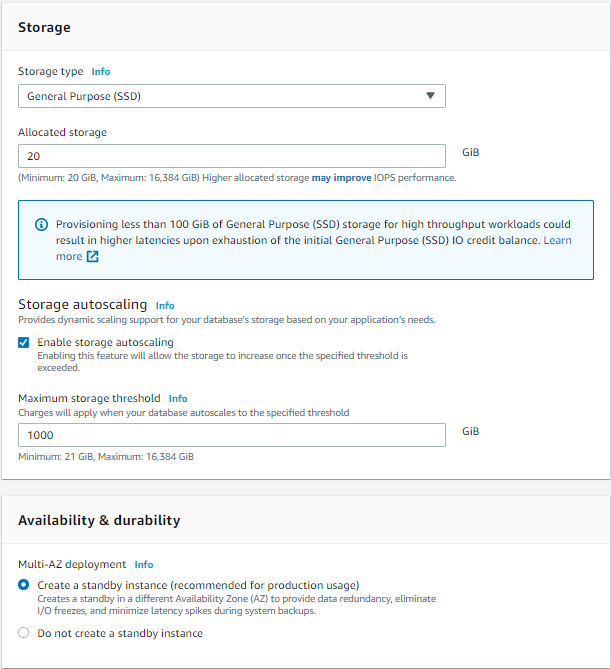 Storage
Storage type Info
General Purpose (SSD)
Allocated storage
20
GiB
(Minimum: 20 GiB, Maximum: 16,384 GiB) Higher allocated storage may improve IOPS performance.
Provisioning less than 100 GiB of General Purpose (SSD) storage for high throughput workloads could
result in higher latencies upon exhaustion of the initial General Purpose (SSD) IO credit balance. Learn
more
Storage autoscaling Info
Provides dynamic scaling support for your database's storage based on your application's needs.
Enable storage autoscaling
Enabling this feature will allow the storage to increase once the specified threshold is
exceeded.
Maximum storage threshold Info
Charges will apply when your database autoscales to the specified threshold
1000
GiB
Minimum: 21 GiB, Maximum: 16,384 GiB
Availability & durability
Multi-AZ deployment Info
Create a standby instance (recommended for production usage)
Creates a standby in a different Availability Zone (AZ) to provide data redundancy, eliminate
I/O freezes, and minimize latency spikes during system backups.
Do not create a standby instance